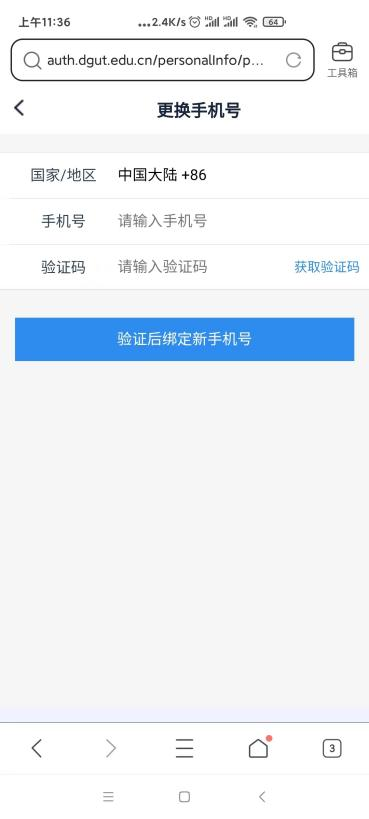 上午11:36
...2.4K/s
64
auth.dgut.edu.cn/personalInfo/p...
工具箱
更换手机号
国家/地区 中国大陆 +86
手机号 请输入手机号
验证码 请输入验证码 获取验证码
验证后绑定新手机号
3